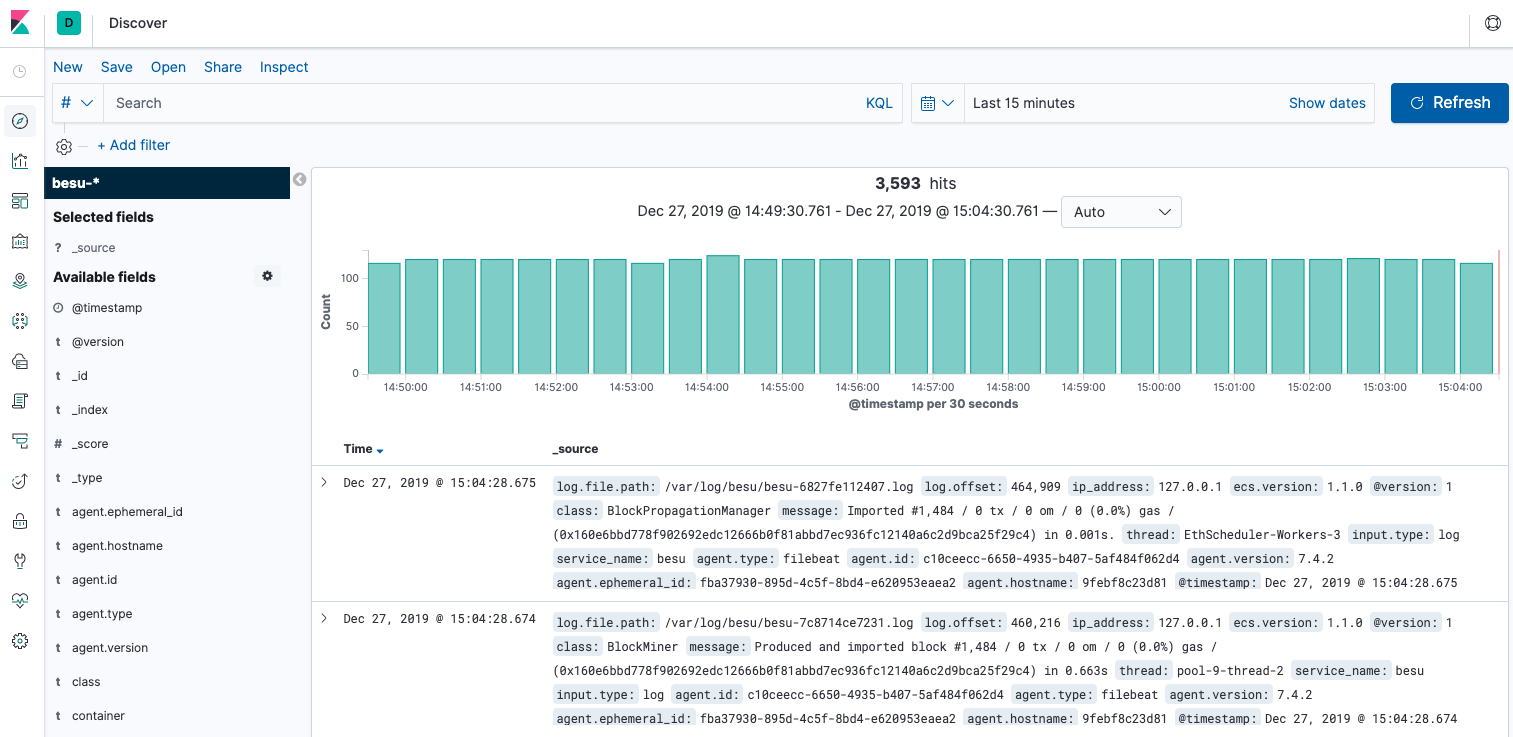 D Discover
New Save Open Share Inspect
# Search KQL Last 15 minutes Show dates Refresh
+ Add filter
besu-*
Selected fields
? _source
Available fields
@timestamp
t @version
t _id
t _index
# _score
t _type
t agent.ephemeral_id
t agent.hostname
t agent.id
t agent.type
t agent.version
t class
t container
3,593 hits
Dec 27, 2019 @ 14:49:30.761 - Dec 27, 2019 @ 15:04:30.761 — Auto
Count
100
50
0
14:50:00 14:51:00 14:52:00 14:53:00 14:54:00 14:55:00 14:56:00 14:57:00 14:58:00 14:59:00 15:00:00 15:01:00 15:02:00 15:03:00 15:04:00
@timestamp per 30 seconds
Time _source
Dec 27, 2019 @ 15:04:28.675
log.file.path: /var/log/besu/besu-6827fe112407.log log.offset: 464,909 ip_address: 127.0.0.1 ecs.version: 1.1.0 @version: 1
class: BlockPropagationManager message: Imported #1,484 / 0 tx / 0 om / 0 (0.0%) gas /
(0x160e6bbd778f902692edc12666b0f81abbd7ec936fc12140a6c2d9bca25f29c4) in 0.001s. thread: EthScheduler-Workers-3 input.type: log
service_name: besu agent.type: filebeat agent.id: c10ceecc-6650-4935-b407-5af484f062d4 agent.version: 7.4.2
agent.ephemeral_id: fba37930-895d-4c5f-8bd4-e620953eaea2 agent.hostname: 9febf8c23d81 @timestamp: Dec 27, 2019 @ 15:04:28.675
Dec 27, 2019 @ 15:04:28.674
log.file.path: /var/log/besu/besu-7c8714ce7231.log log.offset: 460,216 ip_address: 127.0.0.1 ecs.version: 1.1.0 @version: 1
class: BlockMiner message: Produced and imported block #1,484 / 0 tx / 0 om / 0 (0.0%) gas /
(0x160e6bbd778f902692edc12666b0f81abbd7ec936fc12140a6c2d9bca25f29c4) in 0.663s thread: pool-9-thread-2 service_name: besu
input.type: log agent.id: c10ceecc-6650-4935-b407-5af484f062d4 agent.type: filebeat agent.version: 7.4.2
agent.ephemeral_id: fba37930-895d-4c5f-8bd4-e620953eaea2 agent.hostname: 9febf8c23d81 @timestamp: Dec 27, 2019 @ 15:04:28.674